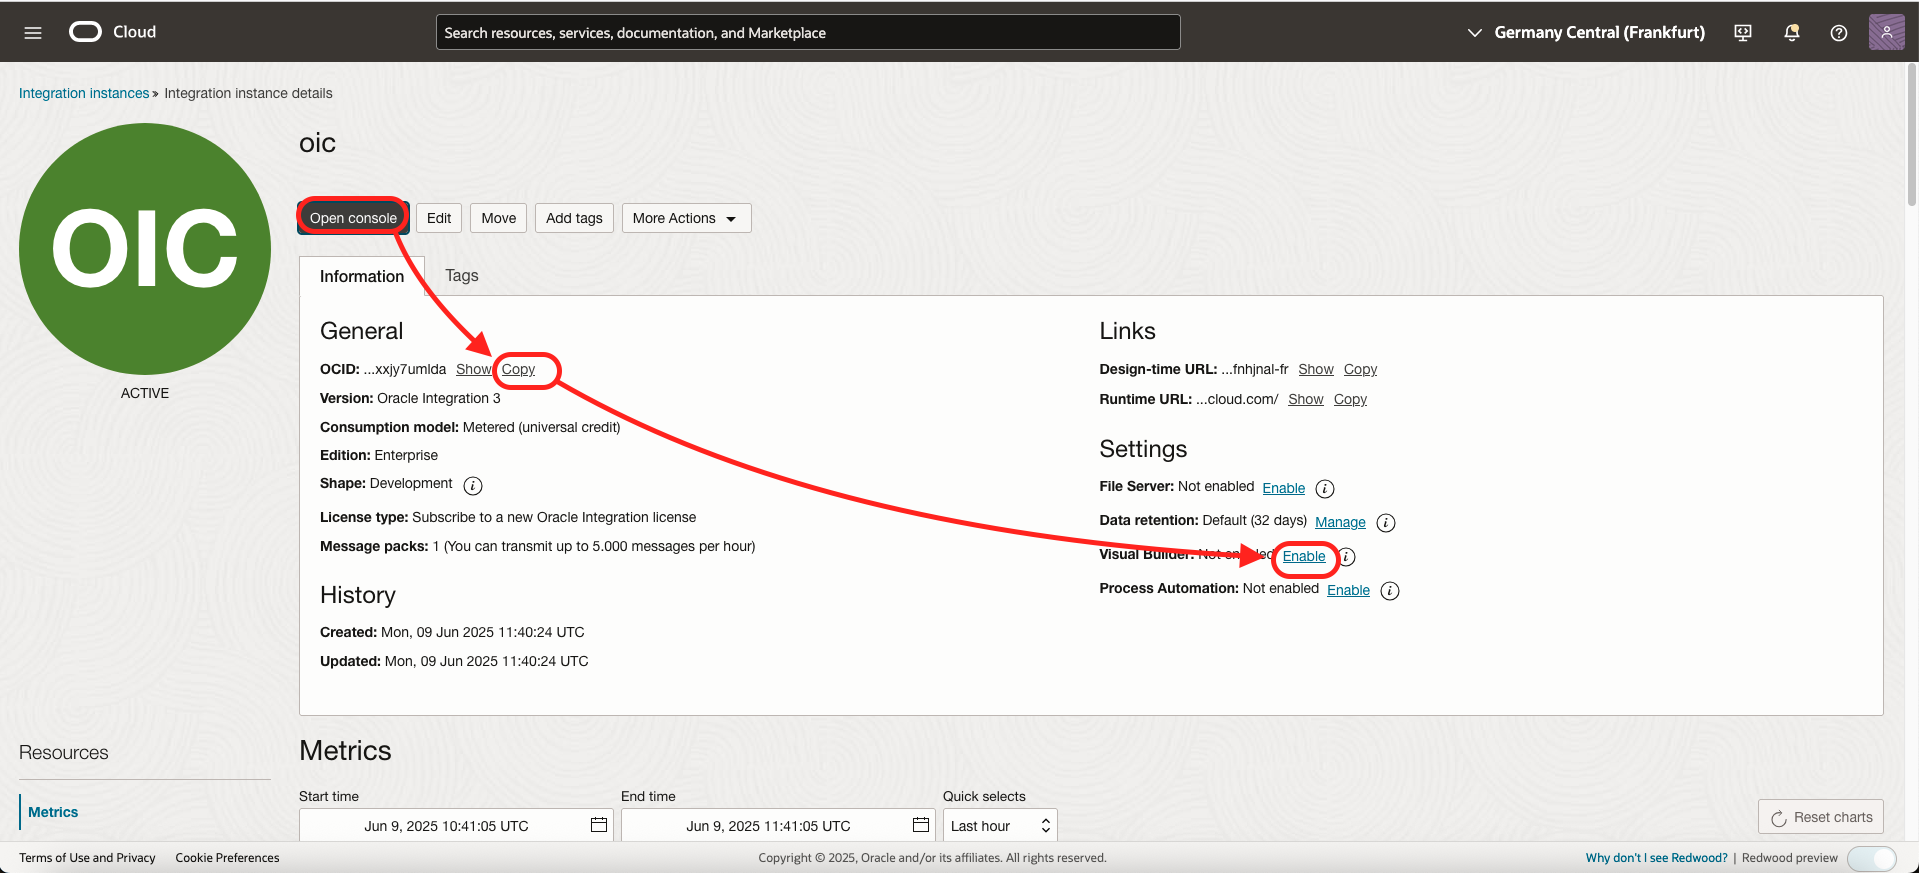 Cloud
Search resources, services, documentation, and Marketplace
Germany Central (Frankfurt)
Integration instances » Integration instance details
OIC
ACTIVE
oic
Open console
Edit
Move
Add tags
More Actions
Information
Tags
General
OCID: ...xxjy7umlda Show Copy
Version: Oracle Integration 3
Consumption model: Metered (universal credit)
Edition: Enterprise
Shape: Development
License type: Subscribe to a new Oracle Integration license
Message packs: 1 (You can transmit up to 5.000 messages per hour)
History
Created: Mon, 09 Jun 2025 11:40:24 UTC
Updated: Mon, 09 Jun 2025 11:40:24 UTC
Links
Design-time URL: ...fnhjnal-fr Show Copy
Runtime URL: ...cloud.com/ Show Copy
Settings
File Server: Not enabled Enable
Data retention: Default (32 days) Manage
Visual Builder: Not enabled Enable
Process Automation: Not enabled Enable
Resources
Metrics
Metrics
Start time
Jun 9, 2025 10:41:05 UTC
End time
Jun 9, 2025 11:41:05 UTC
Quick selects
Last hour
Reset charts
Terms of Use and Privacy
Cookie Preferences
Copyright © 2025, Oracle and/or its affiliates. All rights reserved.
Why don't I see Redwood? | Redwood preview